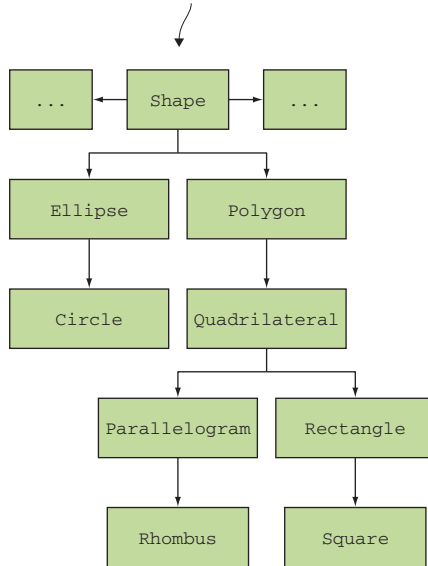 ...
Shape
...
Ellipse
Polygon
Circle
Quadrilateral
Parallelogram
Rectangle
Rhombus
Square